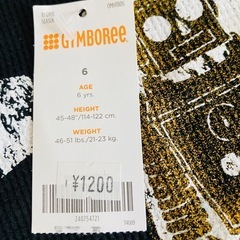 GYMBOREE
6
AGE
6 yrs.
HEIGHT
45-48"/114-122 cm.
WEIGHT
46-51 lbs./21-23 kg.
¥1200